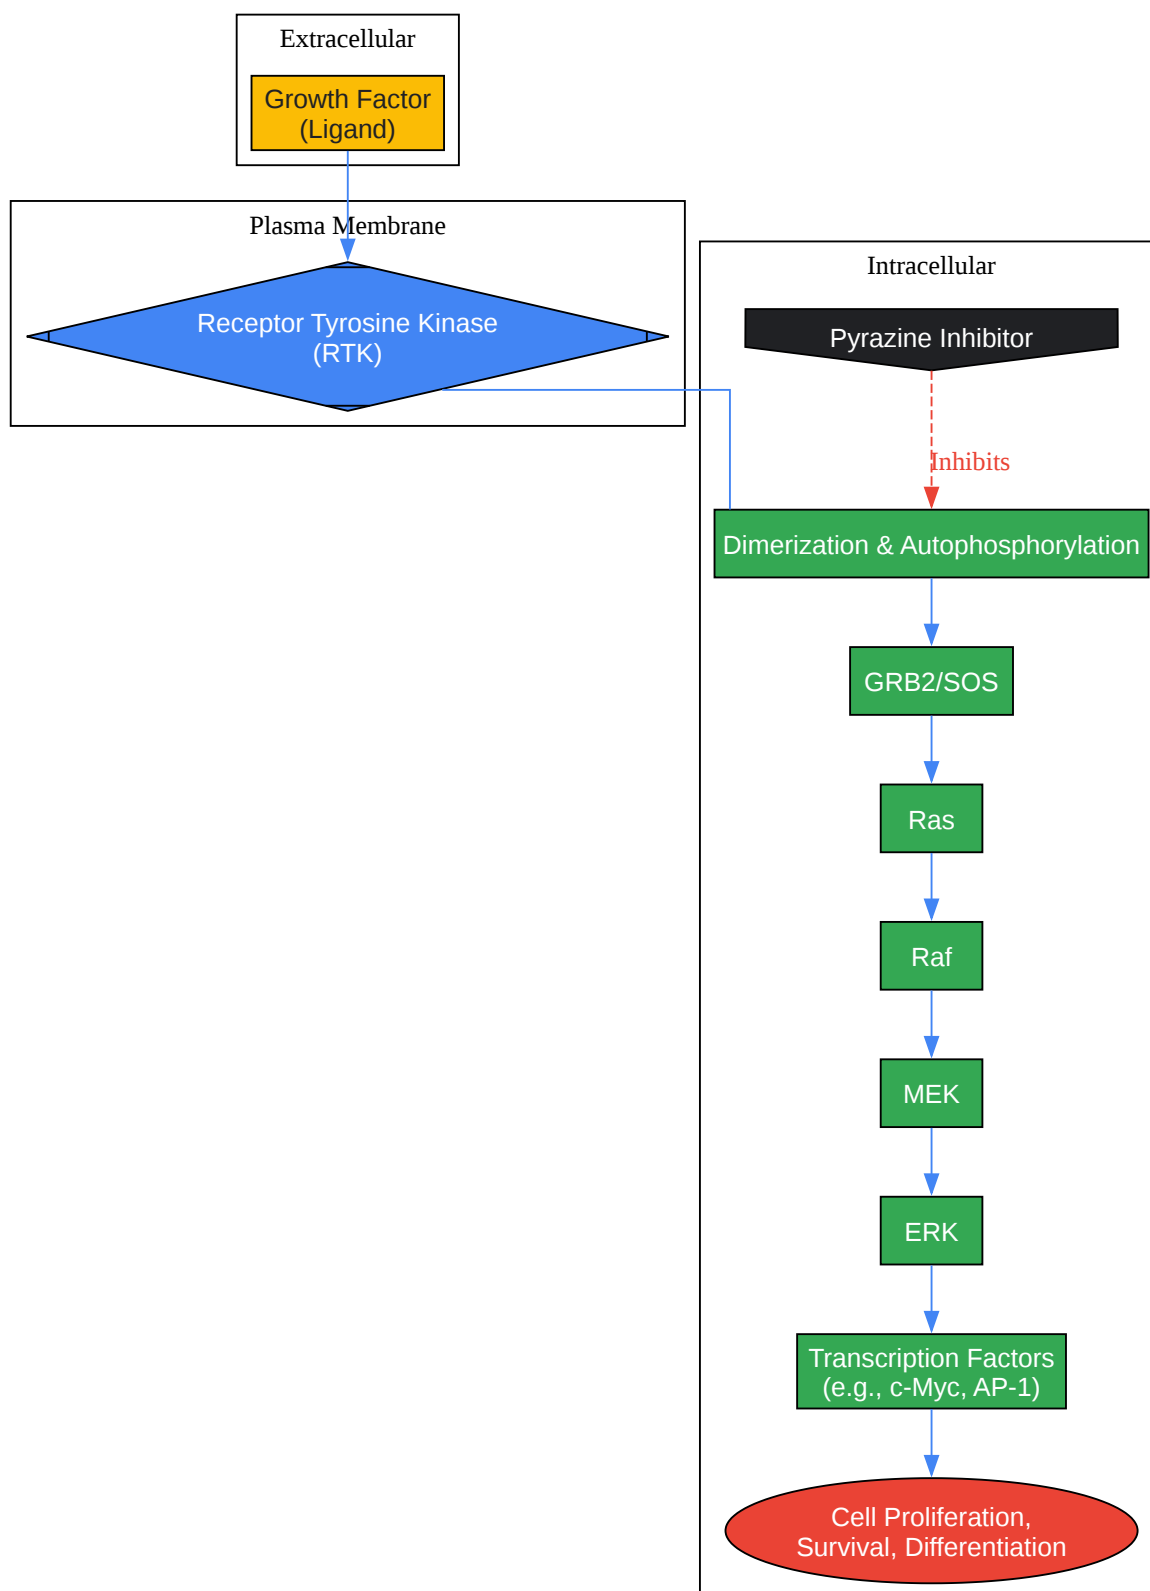 Extracellular
Growth Factor
(Ligand)
Plasma Membrane
Receptor Tyrosine Kinase
(RTK)
Intracellular
Pyrazine Inhibitor
Inhibits
Dimerization & Autophosphorylation
GRB2/SOS
Ras
Raf
MEK
ERK
Transcription Factors
(e.g., c-Myc, AP-1)
Cell Proliferation,
Survival, Differentiation